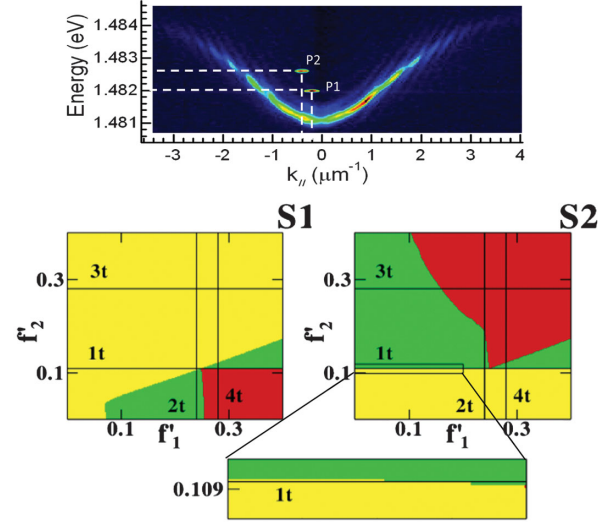 Energy (eV)
1.484
1.483
1.482
1.481
P2
P1
-3 -2 -1 0 1 2 3 4
k// (μm-1)
S1
f'2
0.3
0.1
3t
1t
2t
4t
0.1 0.3
f'1
S2
f'2
0.3
0.1
3t
1t
2t
4t
0.1 0.3
f'1
0.109
1t